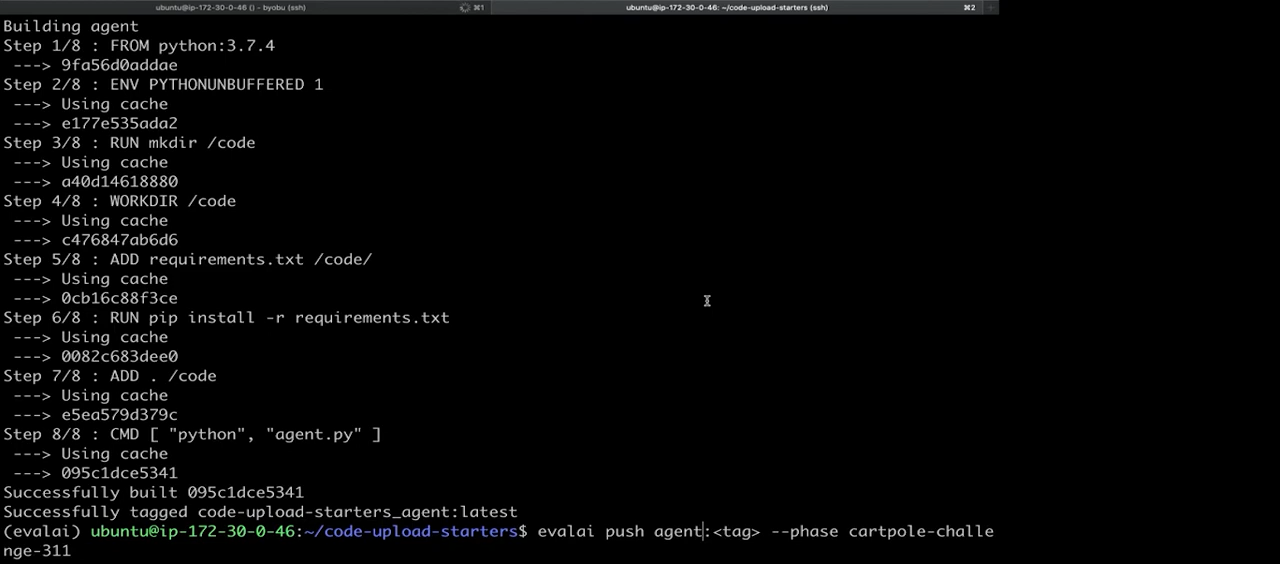 ubuntu@ip-172-30-0-46 () - byobu (ssh) ⌘1 ubuntu@ip-172-30-0-46: ~/code-upload-starters (ssh) ⌘2
Building agent
Step 1/8 : FROM python:3.7.4
---> 9fa56d0addae
Step 2/8 : ENV PYTHONUNBUFFERED 1
---> Using cache
---> e177e535ada2
Step 3/8 : RUN mkdir /code
---> Using cache
---> a40d14618880
Step 4/8 : WORKDIR /code
---> Using cache
---> c476847ab6d6
Step 5/8 : ADD requirements.txt /code/
---> Using cache
---> 0cb16c88f3ce
Step 6/8 : RUN pip install -r requirements.txt
---> Using cache
---> 0082c683dee0
Step 7/8 : ADD . /code
---> Using cache
---> e5ea579d379c
Step 8/8 : CMD [ "python", "agent.py" ]
---> Using cache
---> 095c1dce5341
Successfully built 095c1dce5341
Successfully tagged code-upload-starters_agent:latest
(evalai) ubuntu@ip-172-30-0-46:~/code-upload-starters$ evalai push agent:<tag> --phase cartpole-challe
nge-311